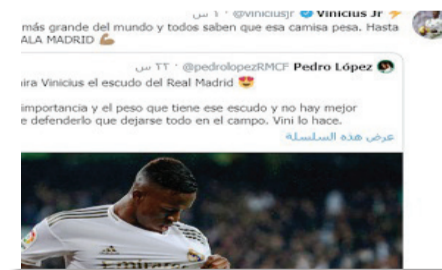 Vinicius Jr @viniciusjr · ١ س
más grande del mundo y todos saben que esa camisa pesa. Hasta
ALA MADRID 💪🏾
Pedro López @pedrolopezRMCF · ٢٢ س
ira Vinicius el escudo del Real Madrid 😍
importancia y el peso que tiene ese escudo y no hay mejor
e defenderlo que dejarse todo en el campo. Vini lo hace.
عرض هذه السلسلة